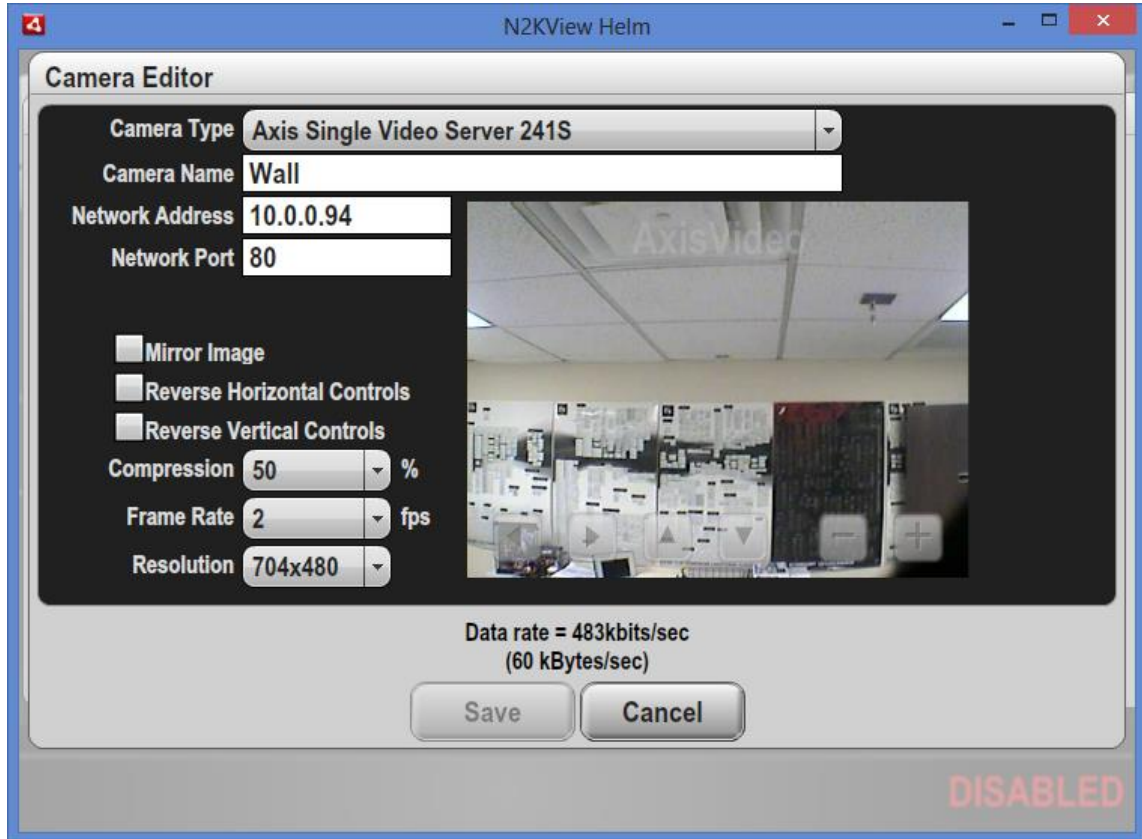 N2KView Helm
Camera Editor
Camera Type Axis Single Video Server 241S
Camera Name Wall
Network Address 10.0.0.94
Network Port 80
AxisVideo
Mirror Image
Reverse Horizontal Controls
Reverse Vertical Controls
Compression 50 %
Frame Rate 2 fps
Resolution 704x480
Data rate = 483kbits/sec
(60 kBytes/sec)
Save Cancel
DISABLED